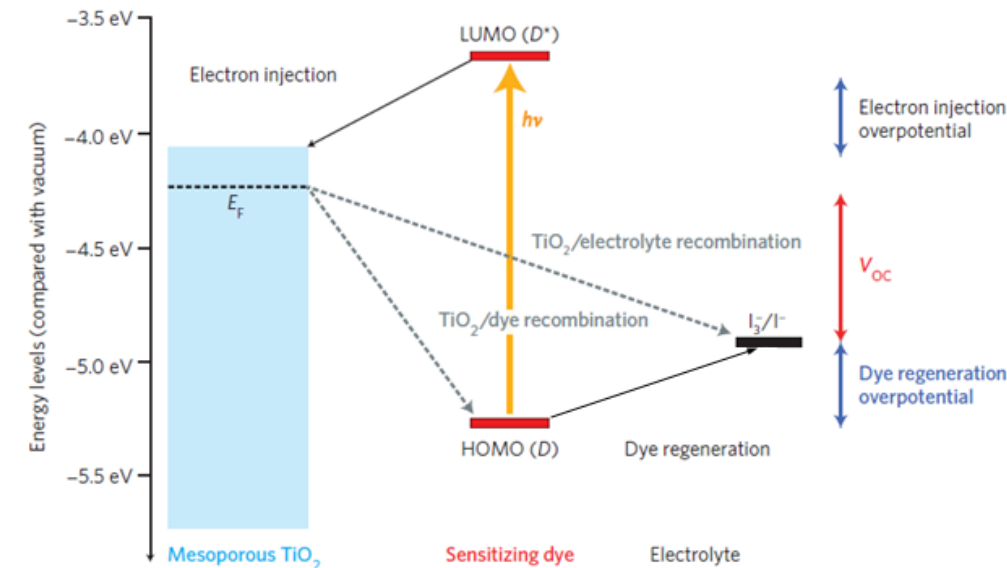 −3.5 eV
LUMO (D*)
Electron injection
hν
Electron injection
overpotential
−4.0 eV
E_F
−4.5 eV
TiO₂/electrolyte recombination
V_OC
TiO₂/dye recombination
I₃⁻/I⁻
−5.0 eV
Dye regeneration
overpotential
HOMO (D)
Dye regeneration
−5.5 eV
Energy levels (compared with vacuum)
Mesoporous TiO₂
Sensitizing dye
Electrolyte